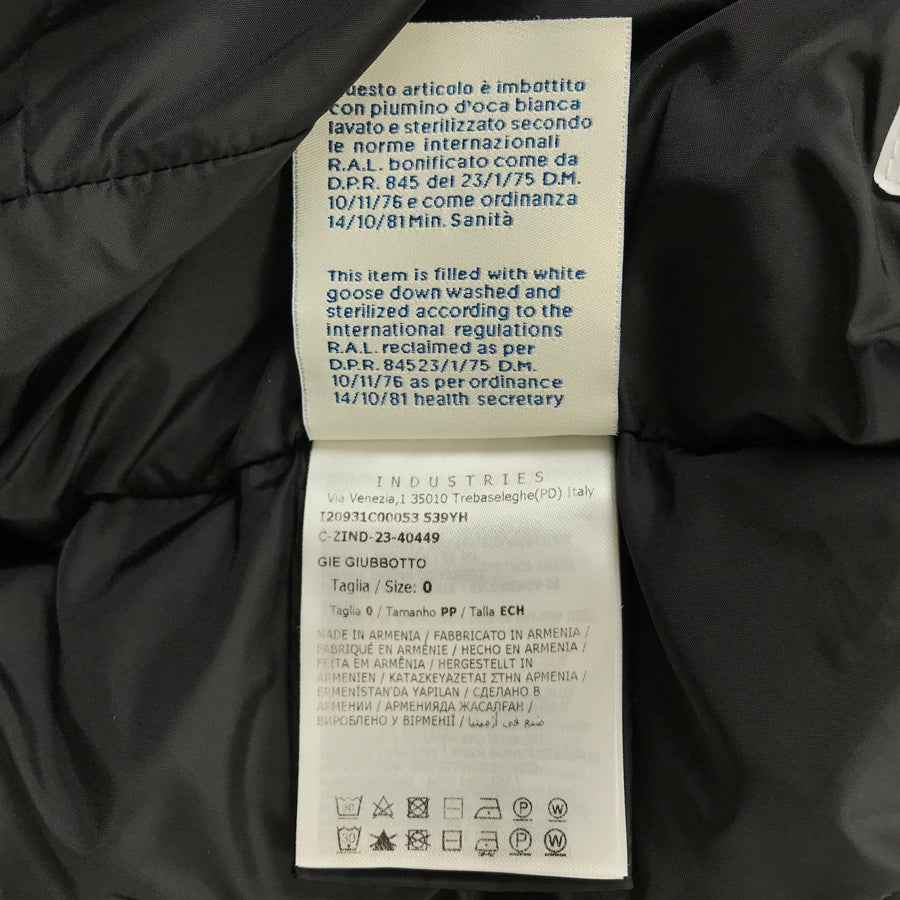 Questo articolo è imbottito
con piumino d'oca bianca
lavato e sterilizzato secondo
le norme internazionali
R.A.L. bonificato come da
D.P.R. 845 del 23/1/75 D.M.
10/11/76 e come ordinanza
14/10/81 Min. Sanità
This item is filled with white
goose down washed and
sterilized according to the
international regulations
R.A.L. reclaimed as per
D.P.R. 84523/1/75 D.M.
10/11/76 as per ordinance
14/10/81 health secretary
INDUSTRIES
Via Venezia,1 35010 Trebaseleghe(PD) Italy
I20931C00053 539YH
C-ZIND-23-40449
GIE GIUBBOTTO
Taglia / Size: 0
Taglia 0 / Tamanho PP / Talla ECH
MADE IN ARMENIA / FABBRICATO IN ARMENIA /
FABRIQUÉ EN ARMÉNIE / HECHO EN ARMENIA /
FEITA EM ARMÊNIA / HERGESTELLT IN
ARMENIEN / ΚΑΤΑΣΚΕΥΑΖΕΤΑΙ ΣΤΗΝ ΑΡΜΕΝΙΑ /
ERMENİSTAN'DA YAPILAN / СДЕЛАНО В
АРМЕНИИ / АРМЕНИЯДА ЖАСАЛҒАН /
ВИРОБЛЕНО У ВІРМЕНІЇ / صنع في أرمينيا
30 P W
30 P W